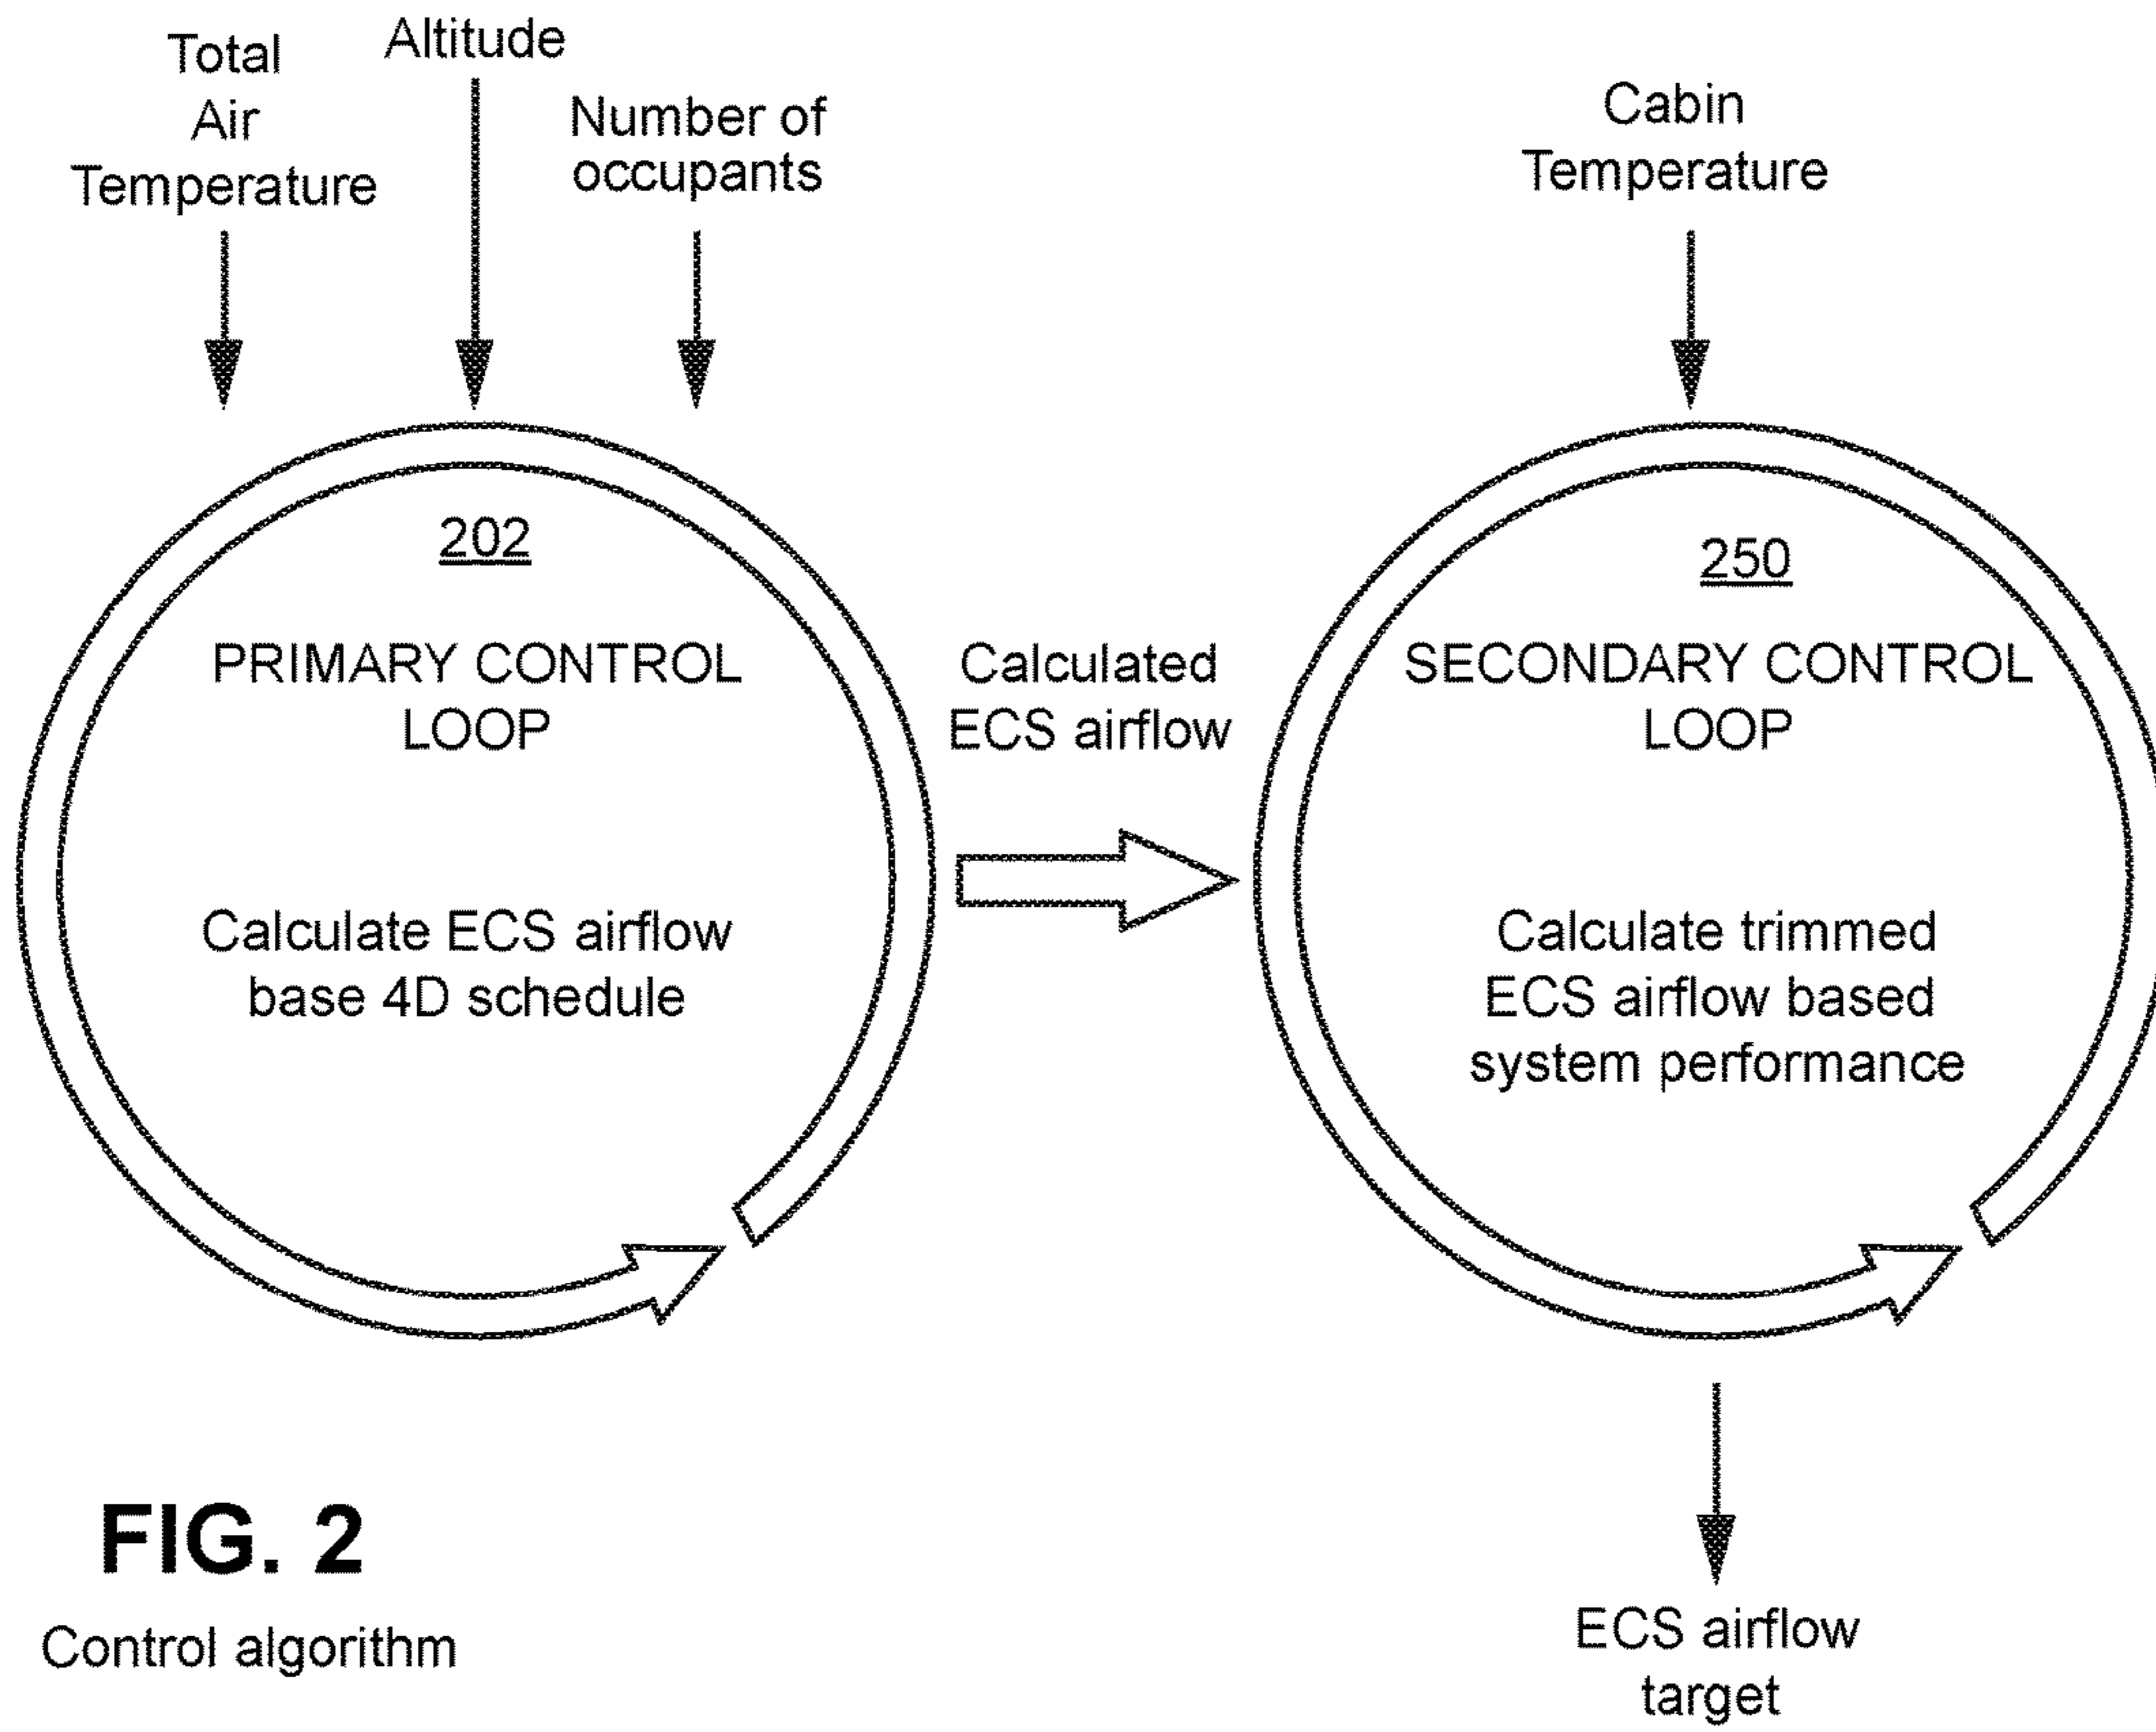 Total
Air
Temperature
Altitude
Number of
occupants
Cabin
Temperature
202
PRIMARY CONTROL
LOOP
Calculate ECS airflow
base 4D schedule
Calculated
ECS airflow
250
SECONDARY CONTROL
LOOP
Calculate trimmed
ECS airflow based
system performance
ECS airflow
target
FIG. 2
Control algorithm